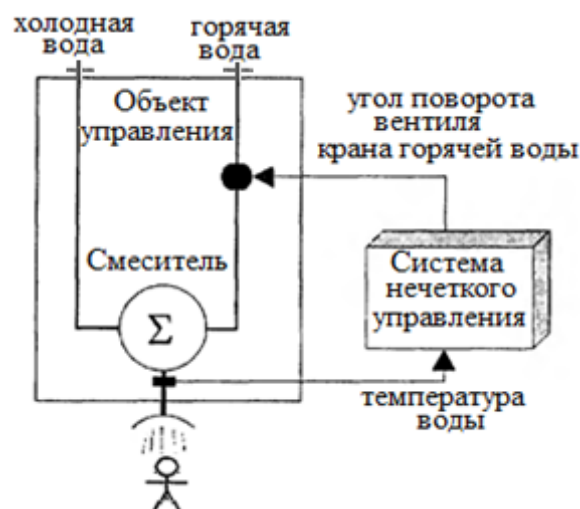 холодная
вода
горячая
вода
Объект
управления
угол поворота
вентиля
крана горячей воды
Смеситель
Σ
Система
нечеткого
управления
температура
воды